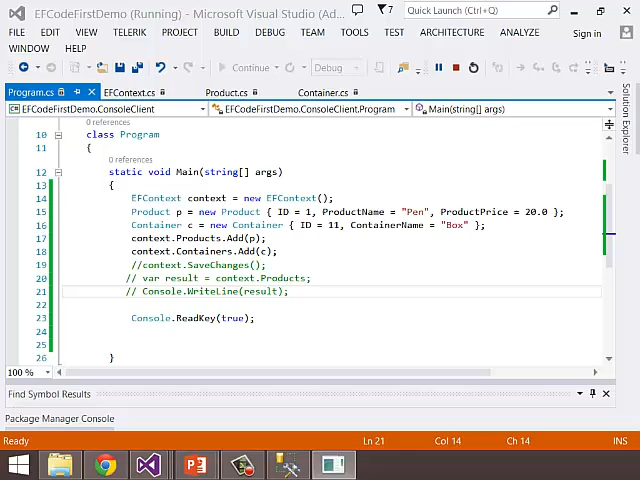 EFCodeFirstDemo (Running) - Microsoft Visual Studio (Ad...
7
Quick Launch (Ctrl+Q)
FILE EDIT VIEW TELERIK PROJECT BUILD DEBUG TEAM TOOLS TEST ARCHITECTURE ANALYZE Sign in
WINDOW HELP
Continue Debug
Program.cs EFContext.cs Product.cs Container.cs
EFCodeFirstDemo.ConsoleClient EFCodeFirstDemo.ConsoleClient.Program Main(string[] args)
Solution Explorer
0 references
10 class Program
11 {
0 references
12 static void Main(string[] args)
13 {
14 EFContext context = new EFContext();
15 Product p = new Product { ID = 1, ProductName = "Pen", ProductPrice = 20.0 };
16 Container c = new Container { ID = 11, ContainerName = "Box" };
17 context.Products.Add(p);
18 context.Containers.Add(c);
19 //context.SaveChanges();
20 // var result = context.Products;
21 // Console.WriteLine(result);
22
23 Console.ReadKey(true);
24
25
26 }
100 %
Find Symbol Results
Package Manager Console
Ready Ln 21 Col 14 Ch 14 INS